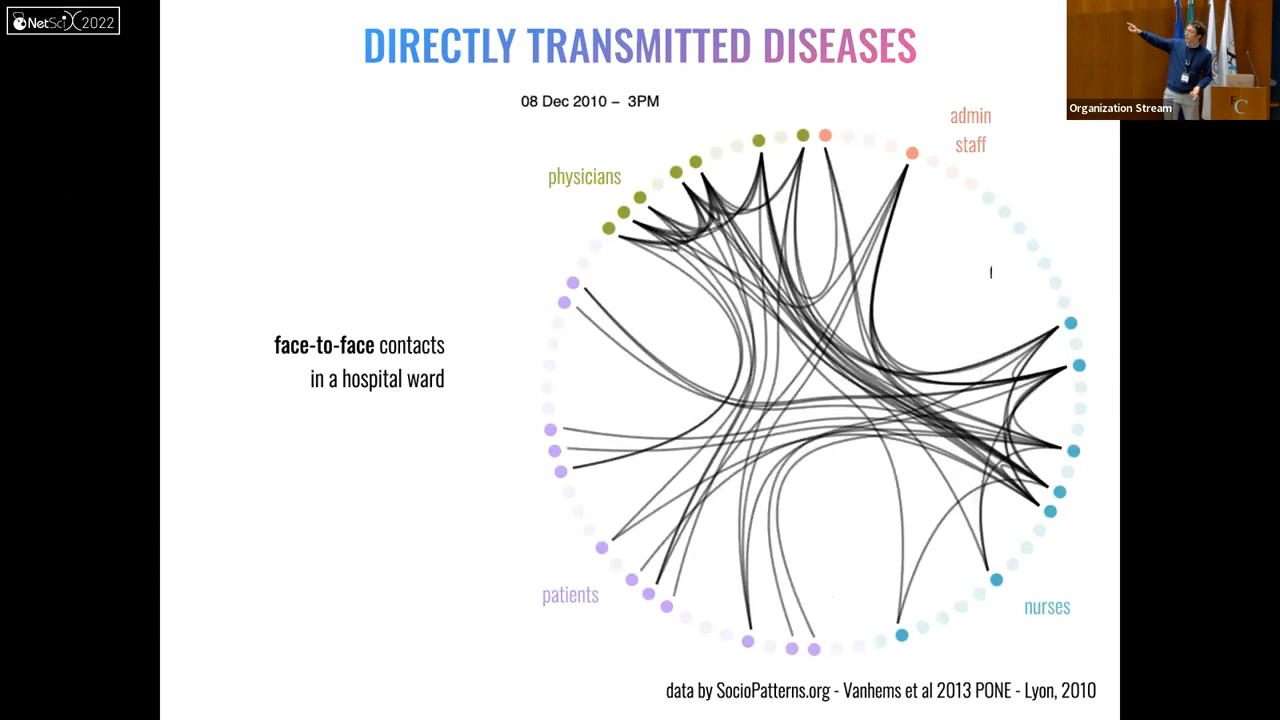 NetSciX 2022
DIRECTLY TRANSMITTED DISEASES
08 Dec 2010 – 3PM
Organization Stream
C
admin
staff
physicians
face-to-face contacts
in a hospital ward
patients
nurses
data by SocioPatterns.org - Vanhems et al 2013 PONE - Lyon, 2010